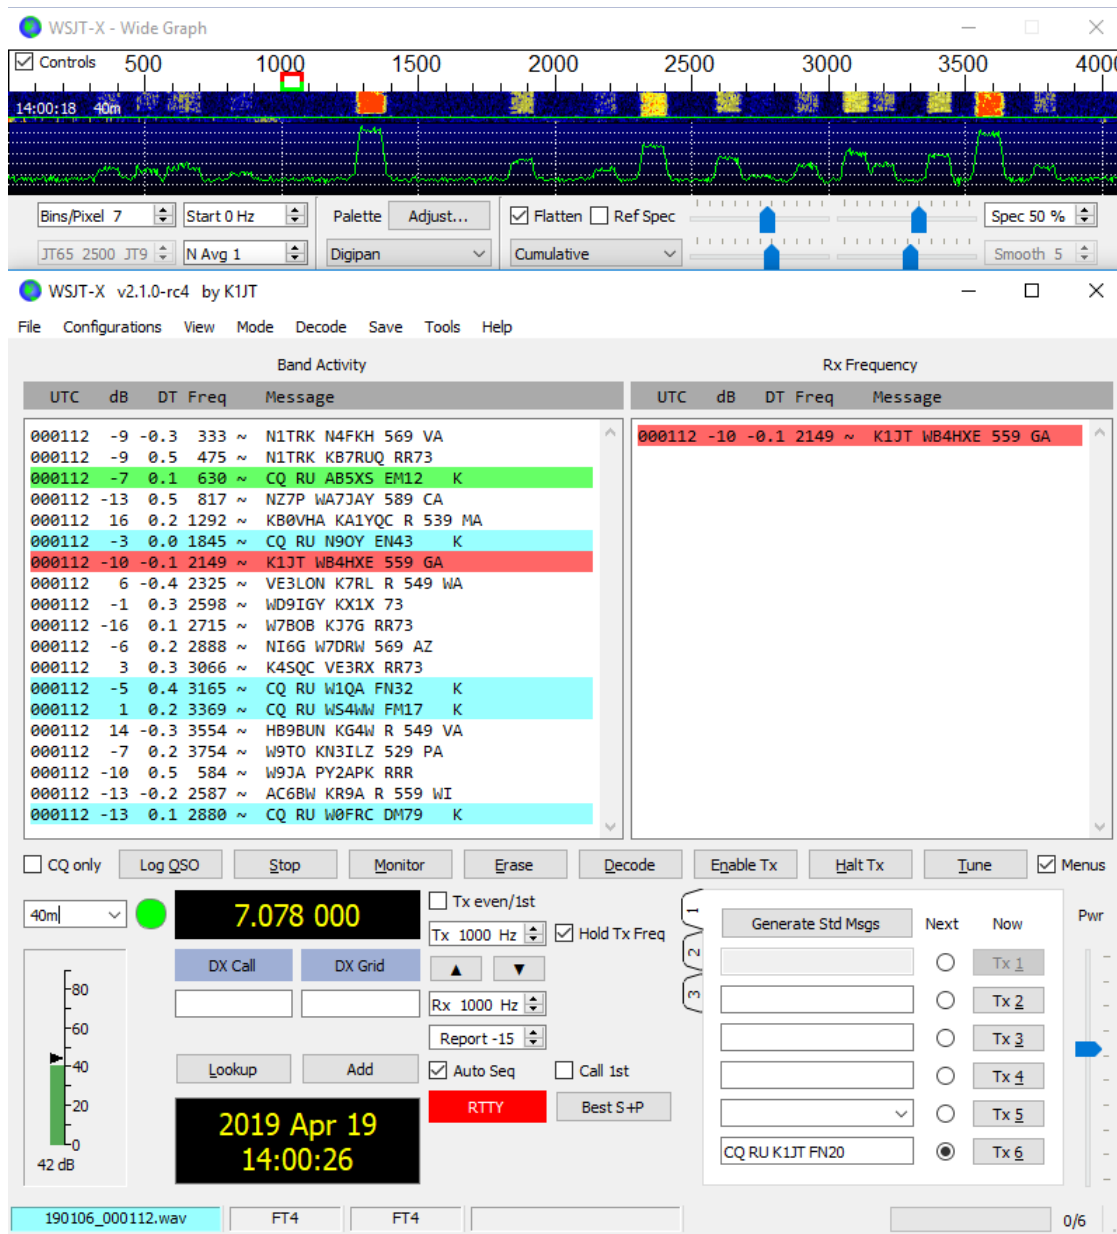 WSJT-X - Wide Graph
Controls 500 1000 1500 2000 2500 3000 3500 4000
14:00:18 40m
Bins/Pixel 7 Start 0 Hz Palette Adjust... Flatten Ref Spec Spec 50 %
JT65 2500 JT9 N Avg 1 Digipan Cumulative Smooth 5
WSJT-X v2.1.0-rc4 by K1JT
File Configurations View Mode Decode Save Tools Help
Band Activity Rx Frequency
UTC dB DT Freq Message UTC dB DT Freq Message
000112 -9 -0.3 333 ~ N1TRK N4FKH 569 VA 000112 -10 -0.1 2149 ~ K1JT WB4HXE 559 GA
000112 -9 0.5 475 ~ N1TRK KB7RUQ RR73
000112 -7 0.1 630 ~ CQ RU AB5XS EM12 K
000112 -13 0.5 817 ~ NZ7P WA7JAY 589 CA
000112 16 0.2 1292 ~ KB0VHA KA1YQC R 539 MA
000112 -3 0.0 1845 ~ CQ RU N9OY EN43 K
000112 -10 -0.1 2149 ~ K1JT WB4HXE 559 GA
000112 6 -0.4 2325 ~ VE3LON K7RL R 549 WA
000112 -1 0.3 2598 ~ WD9IGY KX1X 73
000112 -16 0.1 2715 ~ W7BOB KJ7G RR73
000112 -6 0.2 2888 ~ NI6G W7DRW 569 AZ
000112 3 0.3 3066 ~ K4SQC VE3RX RR73
000112 -5 0.4 3165 ~ CQ RU W1QA FN32 K
000112 1 0.2 3369 ~ CQ RU WS4WW FM17 K
000112 14 -0.3 3554 ~ HB9BUN KG4W R 549 VA
000112 -7 0.2 3754 ~ W9TO KN3ILZ 529 PA
000112 -10 0.5 584 ~ W9JA PY2APK RRR
000112 -13 -0.2 2587 ~ AC6BW KR9A R 559 WI
000112 -13 0.1 2880 ~ CQ RU W0FRC DM79 K
CQ only Log QSO Stop Monitor Erase Decode Enable Tx Halt Tx Tune Menus
40m 7.078 000 Tx even/1st
Tx 1000 Hz Hold Tx Freq
1 Generate Std Msgs Next Now Pwr
DX Call DX Grid
2 Tx 1
Rx 1000 Hz 3 Tx 2
Report -15 Tx 3
Lookup Add Auto Seq Call 1st Tx 4
RTTY Best S+P Tx 5
2019 Apr 19
14:00:26
CQ RU K1JT FN20 Tx 6
-80
-60
-40
-20
-0
42 dB
190106_000112.wav FT4 FT4 0/6